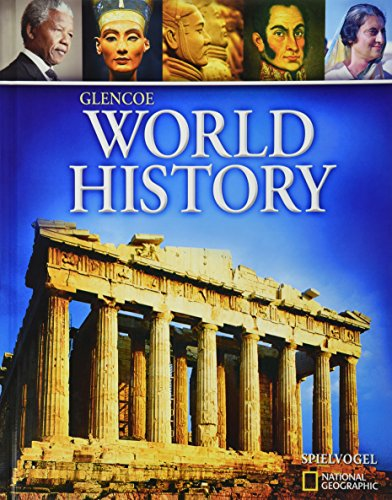 GLENCOE
WORLD
HISTORY
SPIELVOGEL
NATIONAL
GEOGRAPHIC